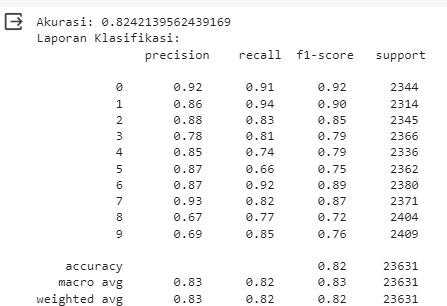 Akurasi: 0.8242139562439169
Laporan Klasifikasi:
precision recall f1-score support
0 0.92 0.91 0.92 2344
1 0.86 0.94 0.90 2314
2 0.88 0.83 0.85 2345
3 0.78 0.81 0.79 2366
4 0.85 0.74 0.79 2336
5 0.87 0.66 0.75 2362
6 0.87 0.92 0.89 2380
7 0.93 0.82 0.87 2371
8 0.67 0.77 0.72 2404
9 0.69 0.85 0.76 2409
accuracy 0.82 23631
macro avg 0.83 0.82 0.83 23631
weighted avg 0.83 0.82 0.82 23631